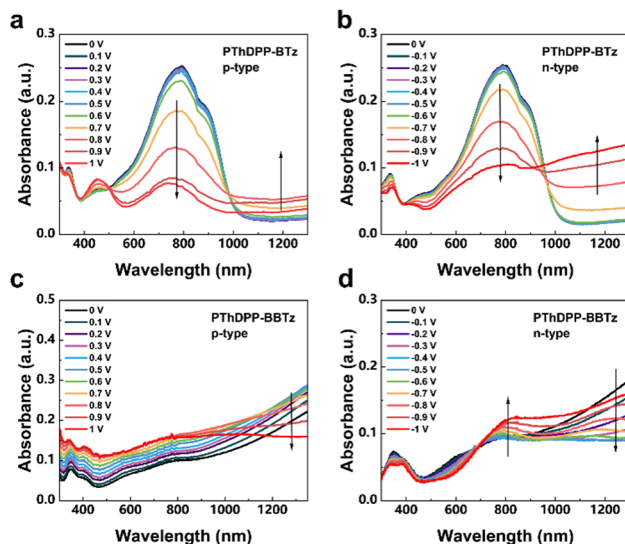 a
0.3
0.2
0.1
0.0
Absorbance (a.u.)
0 V
0.1 V
0.2 V
0.3 V
0.4 V
0.5 V
0.6 V
0.7 V
0.8 V
0.9 V
1 V
PThDPP-BTz
p-type
400 600 800 1000 1200
Wavelength (nm)
b
0.3
0.2
0.1
0.0
Absorbance (a.u.)
0 V
-0.1 V
-0.2 V
-0.3 V
-0.4 V
-0.5 V
-0.6 V
-0.7 V
-0.8 V
-0.9 V
-1 V
PThDPP-BTz
n-type
400 600 800 1000 1200
Wavelength (nm)
c
0.5
0.4
0.3
0.2
0.1
0.0
Absorbance (a.u.)
0 V
0.1 V
0.2 V
0.3 V
0.4 V
0.5 V
0.6 V
0.7 V
0.8 V
0.9 V
1 V
PThDPP-BBTz
p-type
400 600 800 1000 1200
Wavelength (nm)
d
0.3
0.2
0.1
0.0
Absorbance (a.u.)
0 V
-0.1 V
-0.2 V
-0.3 V
-0.4 V
-0.5 V
-0.6 V
-0.7 V
-0.8 V
-0.9 V
-1 V
PThDPP-BBTz
n-type
400 600 800 1000 1200
Wavelength (nm)